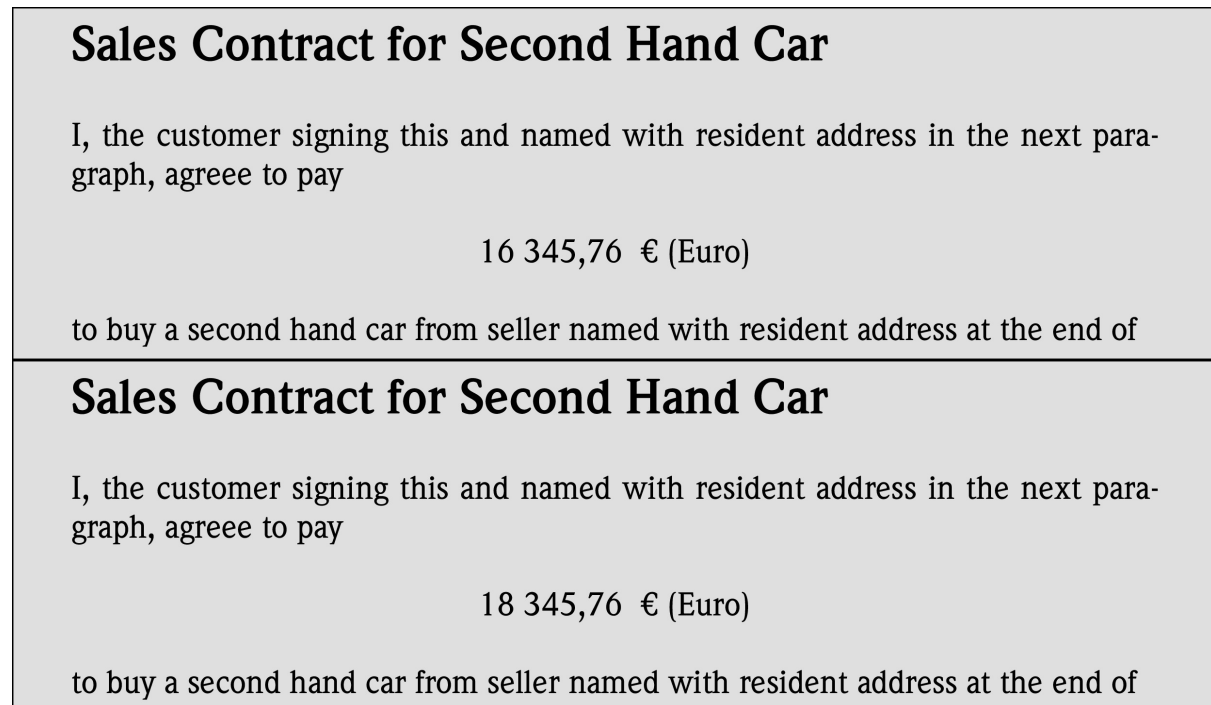 Sales Contract for Second Hand Car
I, the customer signing this and named with resident address in the next para-
graph, agreee to pay
16 345,76 € (Euro)
to buy a second hand car from seller named with resident address at the end of
Sales Contract for Second Hand Car
I, the customer signing this and named with resident address in the next para-
graph, agreee to pay
18 345,76 € (Euro)
to buy a second hand car from seller named with resident address at the end of